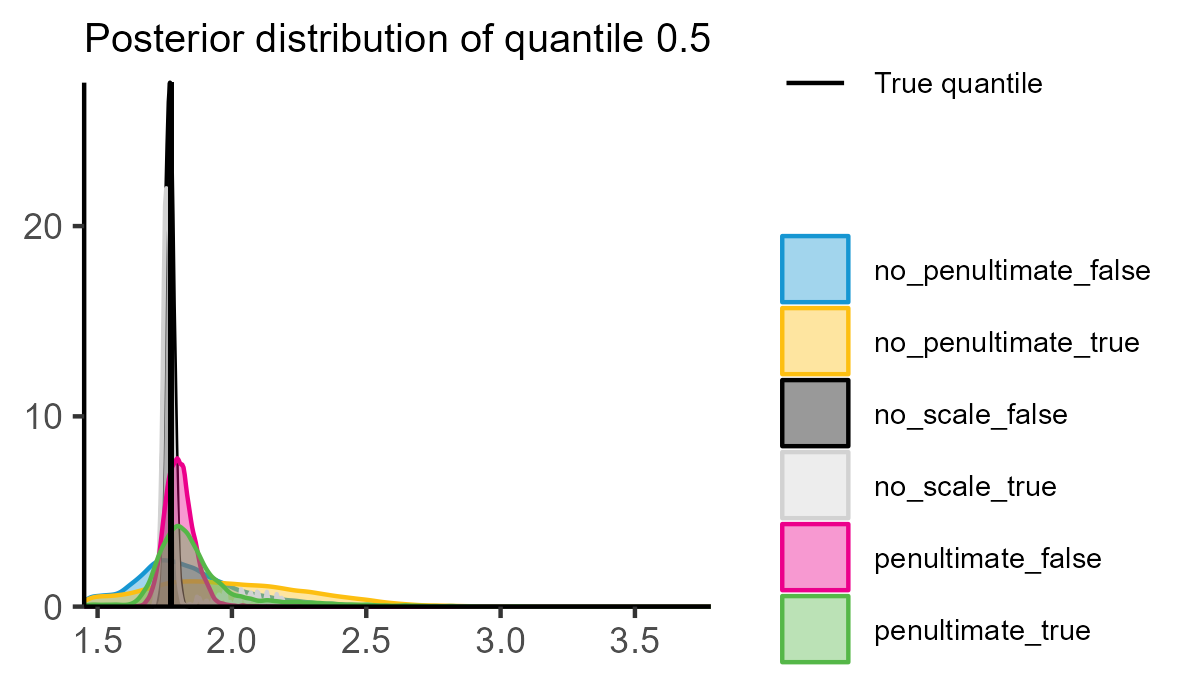 Posterior distribution of quantile 0.5
True quantile
20
10
0
1.5 2.0 2.5 3.0 3.5
no_penultimate_false
no_penultimate_true
no_scale_false
no_scale_true
penultimate_false
penultimate_true